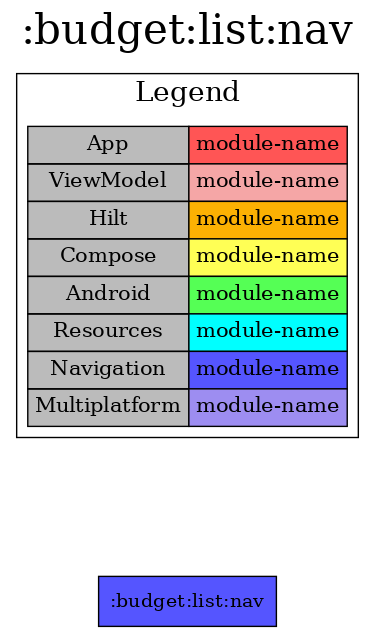 :budget:list:nav
Legend
App module-name
ViewModel module-name
Hilt module-name
Compose module-name
Android module-name
Resources module-name
Navigation module-name
Multiplatform module-name
:budget:list:nav